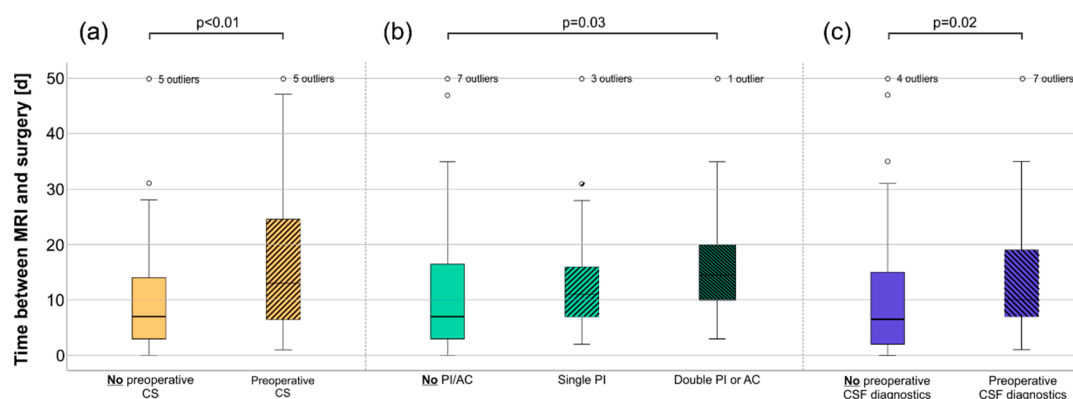 (a)
p<0.01
(b)
p=0.03
(c)
p=0.02
Time between MRI and surgery [d]
50
40
30
20
10
0
5 outliers
5 outliers
7 outliers
3 outliers
1 outlier
4 outliers
7 outliers
No preoperative
CS
Preoperative
CS
No PI/AC
Single PI
Double PI or AC
No preoperative
CSF diagnostics
Preoperative
CSF diagnostics